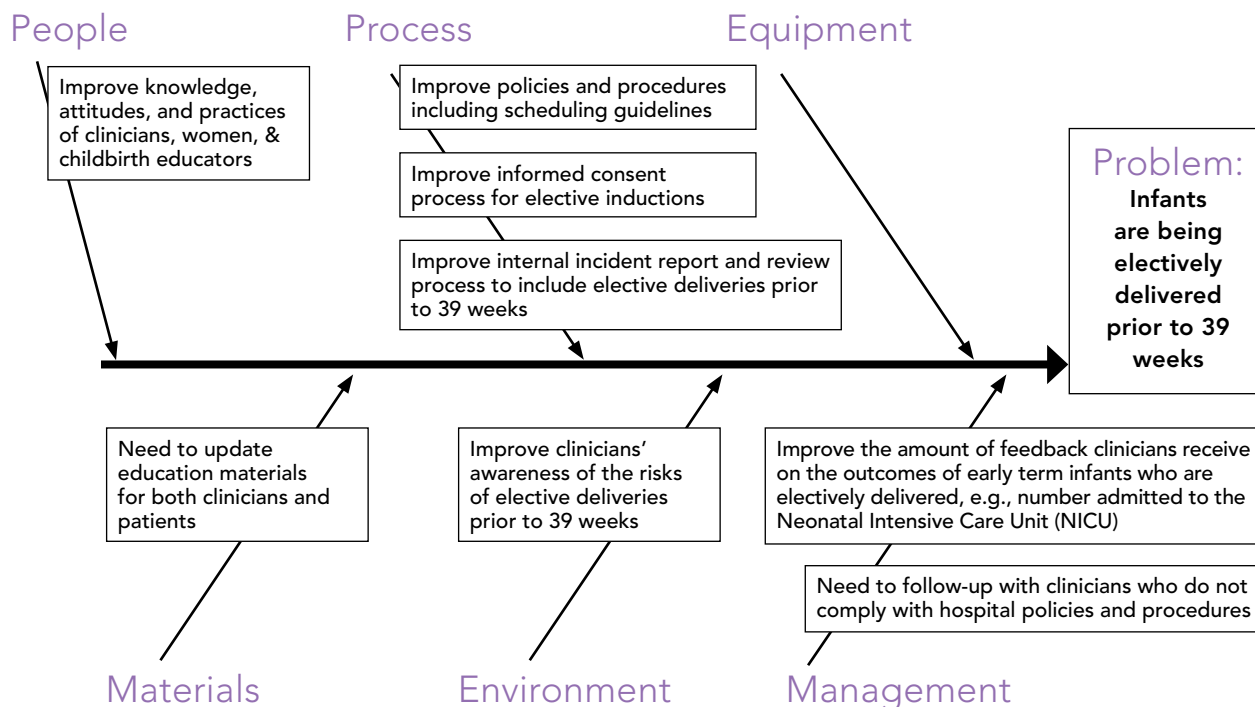 People
Process
Equipment
Improve knowledge,
attitudes, and practices
of clinicians, women, &
childbirth educators
Improve policies and procedures
including scheduling guidelines
Improve informed consent
process for elective inductions
Improve internal incident report and review
process to include elective deliveries prior
to 39 weeks
Problem:
Infants
are being
electively
delivered
prior to 39
weeks
Need to update
education materials
for both clinicians and
patients
Improve clinicians’
awareness of the risks
of elective deliveries
prior to 39 weeks
Improve the amount of feedback clinicians receive
on the outcomes of early term infants who are
electively delivered, e.g., number admitted to the
Neonatal Intensive Care Unit (NICU)
Need to follow-up with clinicians who do not
comply with hospital policies and procedures
Materials
Environment
Management